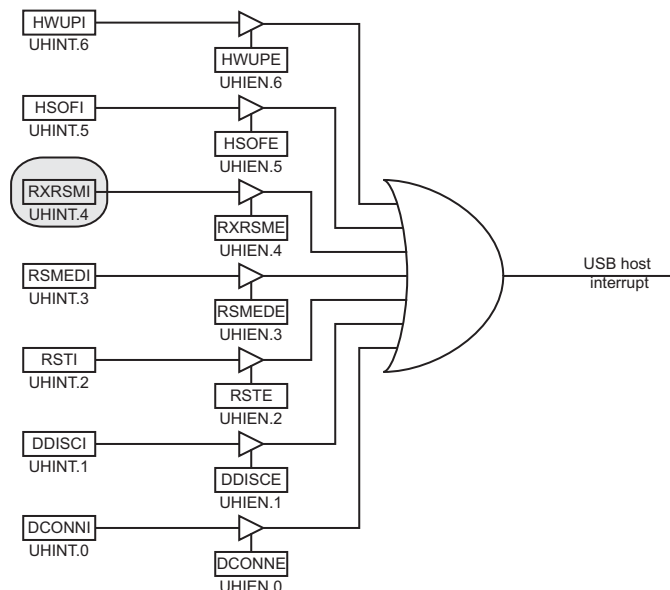 HWUPI
UHINT.6
HWUPE
UHIEN.6
HSOFI
UHINT.5
HSOFE
UHIEN.5
RXRSMI
UHINT.4
RXRSME
UHIEN.4
RSMEDI
UHINT.3
RSMEDE
UHIEN.3
RSTI
UHINT.2
RSTE
UHIEN.2
DDISCI
UHINT.1
DDISCE
UHIEN.1
DCONNI
UHINT.0
DCONNE
UHIEN.0
USB host
interrupt